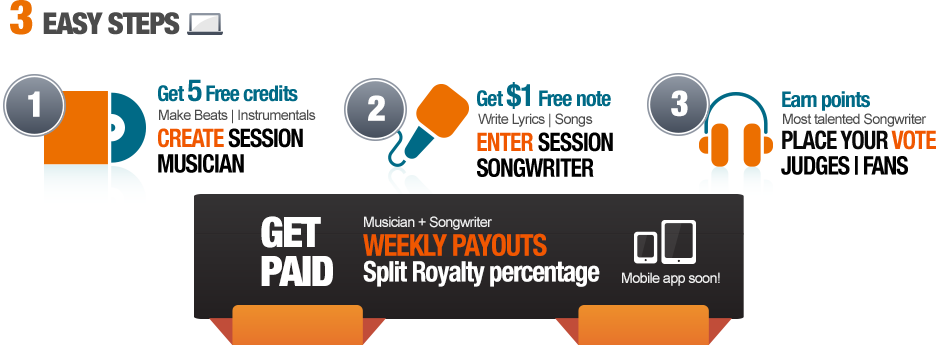 3 EASY STEPS
1
Get 5 Free credits
Make Beats | Instrumentals
CREATE SESSION
MUSICIAN
2
Get $1 Free note
Write Lyrics | Songs
ENTER SESSION
SONGWRITER
3
Earn points
Most talented Songwriter
PLACE YOUR VOTE
JUDGES | FANS
GET
PAID
Musician + Songwriter
WEEKLY PAYOUTS
Split Royalty percentage
Mobile app soon!